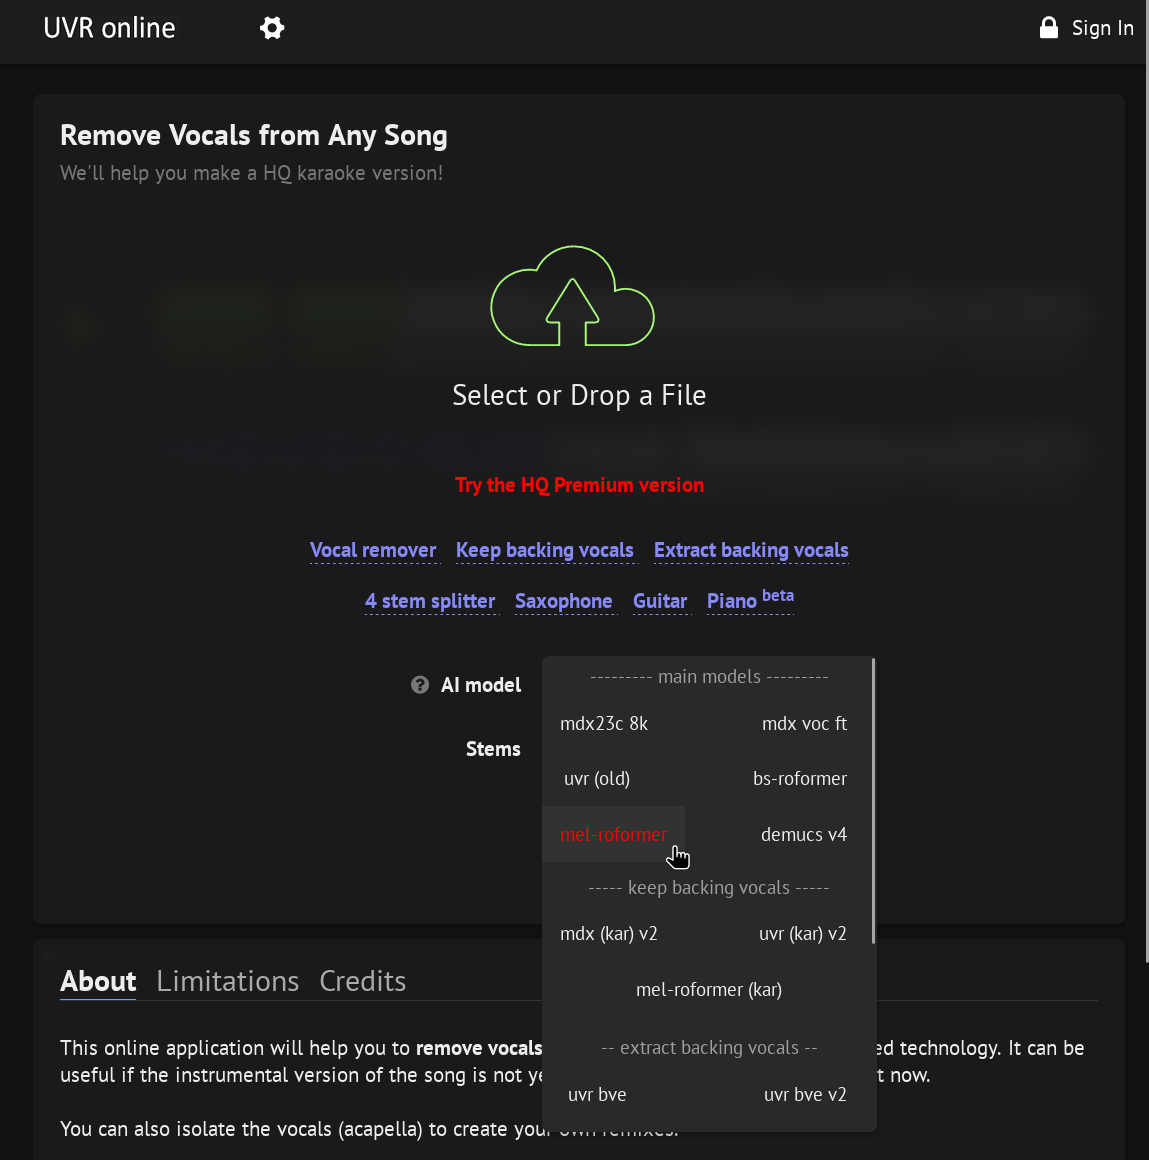 UVR online
Sign In
Remove Vocals from Any Song
We'll help you make a HQ karaoke version!
Select or Drop a File
Try the HQ Premium version
Vocal remover Keep backing vocals Extract backing vocals
4 stem splitter Saxophone Guitar Piano beta
? AI model
Stems
--------- main models ---------
mdx23c 8k mdx voc ft
uvr (old) bs-roformer
mel-roformer demucs v4
----- keep backing vocals -----
mdx (kar) v2 uvr (kar) v2
mel-roformer (kar)
-- extract backing vocals --
uvr bve uvr bve v2
About Limitations Credits
This online application will help you to remove vocals ed technology. It can be
useful if the instrumental version of the song is not ye t now.
You can also isolate the vocals (acapella) to create your own remixes.